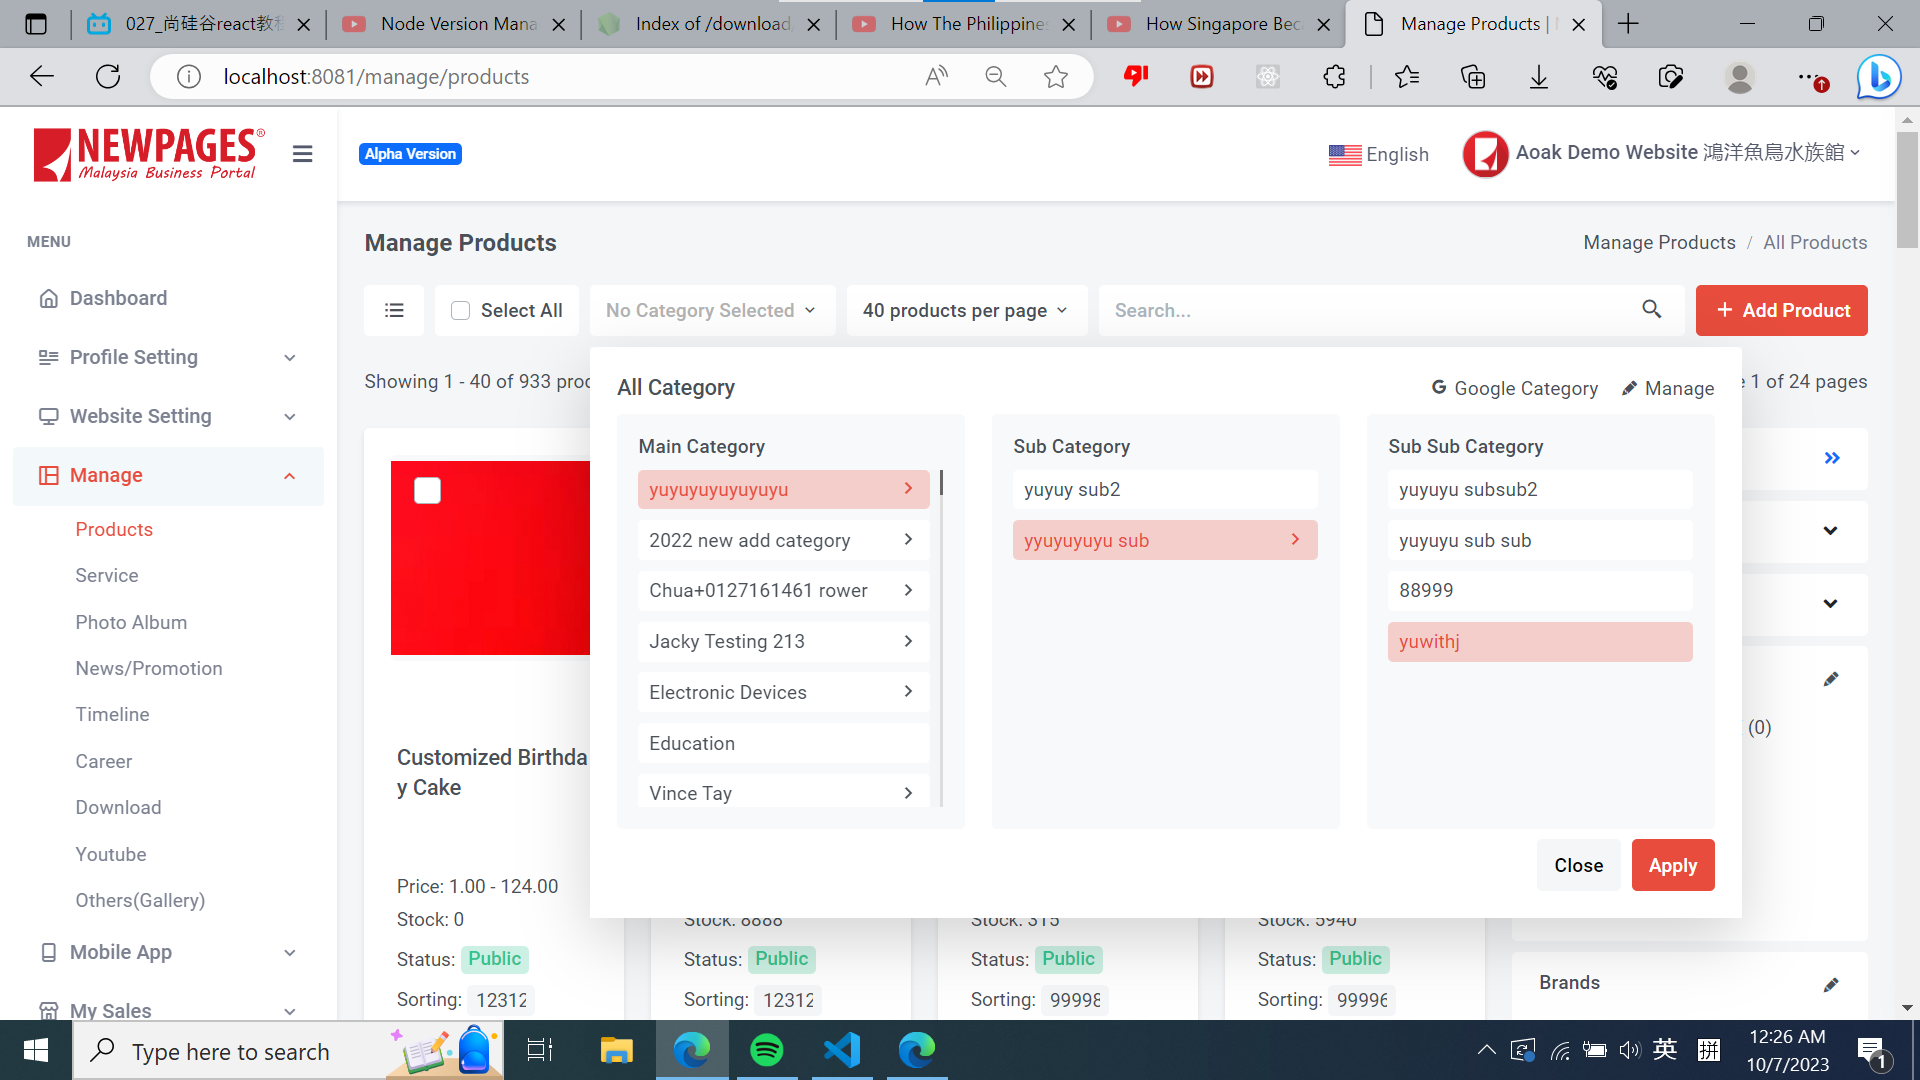 027_尚硅谷react教程
Node Version Mana
Index of /download
How The Philippines
How Singapore Bec
Manage Products |
localhost:8081/manage/products
NEWPAGES®
Malaysia Business Portal
Alpha Version
English
Aoak Demo Website 鴻洋魚鳥水族館
MENU
Dashboard
Profile Setting
Website Setting
Manage
Products
Service
Photo Album
News/Promotion
Timeline
Career
Download
Youtube
Others(Gallery)
Mobile App
My Sales
Manage Products
Manage Products / All Products
Select All
No Category Selected
40 products per page
Search...
+ Add Product
Showing 1 - 40 of 933 proc
e 1 of 24 pages
All Category
Google Category
Manage
Main Category
yuyuyuyuyuyuyu
2022 new add category
Chua+0127161461 rower
Jacky Testing 213
Electronic Devices
Education
Vince Tay
Sub Category
yuyuy sub2
yyuyuyuyu sub
Sub Sub Category
yuyuyu subsub2
yuyuyu sub sub
88999
yuwithj
Close
Apply
(0)
Brands
Customized Birthda
y Cake
Price: 1.00 - 124.00
Stock: 0
Status: Public
Sorting: 12312
Stock: 8888
Status: Public
Sorting: 12312
Stock: 315
Status: Public
Sorting: 99998
Stock: 5940
Status: Public
Sorting: 99996
Type here to search
英
拼
12:26 AM
10/7/2023
1